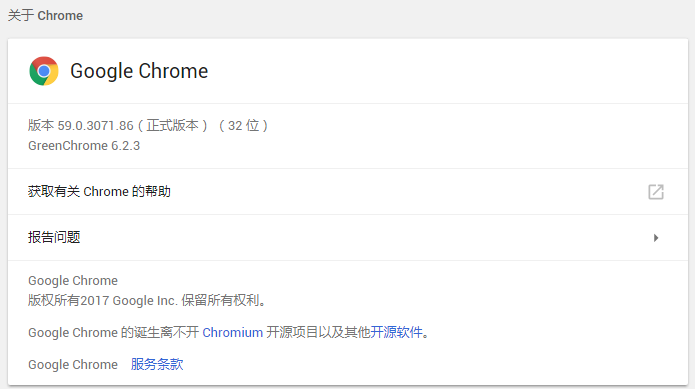 关于 Chrome
Google Chrome
版本 59.0.3071.86 ( 正式版本 ) （32 位）
GreenChrome 6.2.3
获取有关 Chrome 的帮助
报告问题
Google Chrome
版权所有2017 Google Inc. 保留所有权利。
Google Chrome 的诞生离不开 Chromium 开源项目以及其他开源软件。
Google Chrome 服务条款